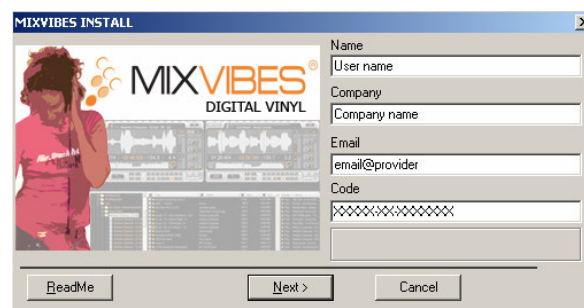 MIXVIBES INSTALL
MIXVIBES®
DIGITAL VINYL
Name
User name
Company
Company name
Email
email@provider
Code
XXXXX-XX-XXXXXXX
ReadMe
Next >
Cancel